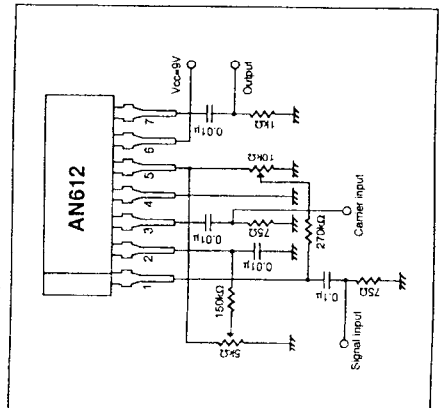 AN612
1
2
3
4
5
6
7
Vcc=9V
Output
0.01μ
1kΩ
10kΩ
0.01μ
75Ω
Carrier input
270kΩ
0.01μ
150kΩ
5kΩ
0.1μ
75Ω
Signal input